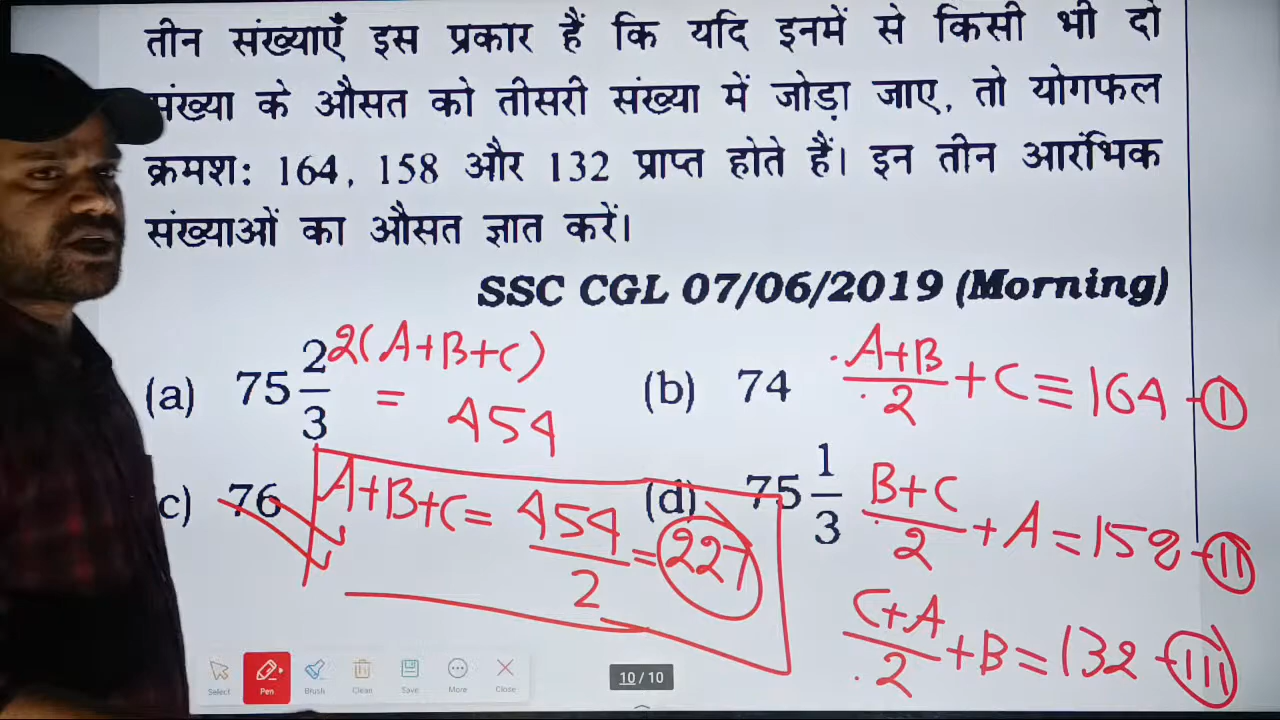 तीन संख्याएँ इस प्रकार हैं कि यदि इनमें से किसी भी दो
संख्या के औसत को तीसरी संख्या में जोड़ा जाए, तो योगफल
क्रमश: 164, 158 और 132 प्राप्त होते हैं। इन तीन आरंभिक
संख्याओं का औसत ज्ञात करें।
SSC CGL 07/06/2019 (Morning)
(a) 75 2/3
2(A+B+C)
= 454
(b) 74
(A+B)/2 + C = 164 - I
c) 76
A+B+C = 454/2 = 227
(d) 75 1/3
(B+C)/2 + A = 158 - II
(C+A)/2 + B = 132 - III
Select Pen Brush Clean Save More Close
10 / 10